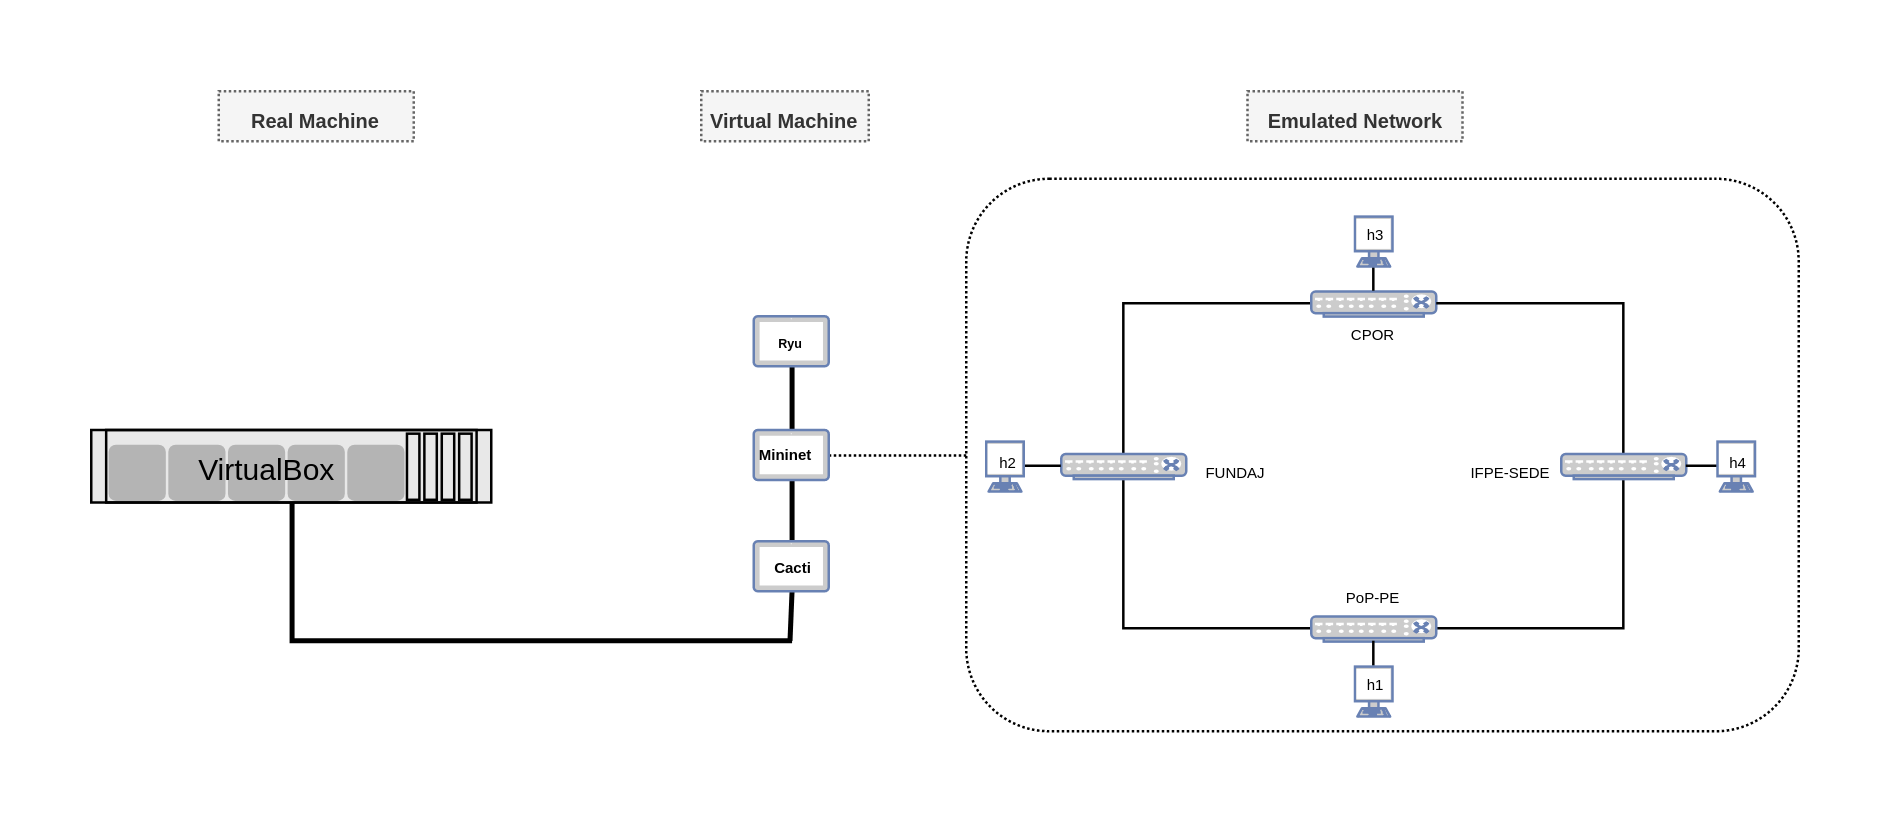 Real Machine
Virtual Machine
Emulated Network
h3
CPOR
Ryu
VirtualBox
Mininet
h2
FUNDAJ
IFPE-SEDE
h4
Cacti
PoP-PE
h1